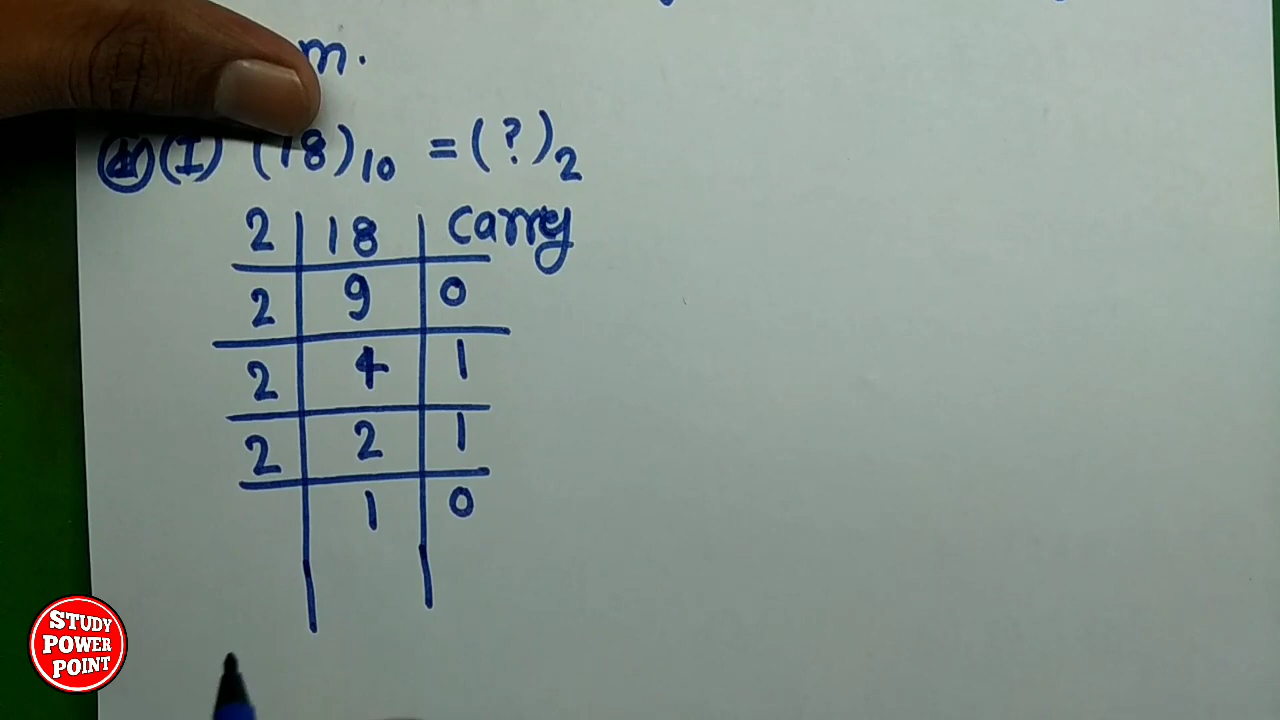 m.
(I) (18)10 = (?)2
2 | 18 | Carry
2 | 9 | 0
2 | 4 | 1
2 | 2 | 1
1 | 0
STUDY
POWER
POINT